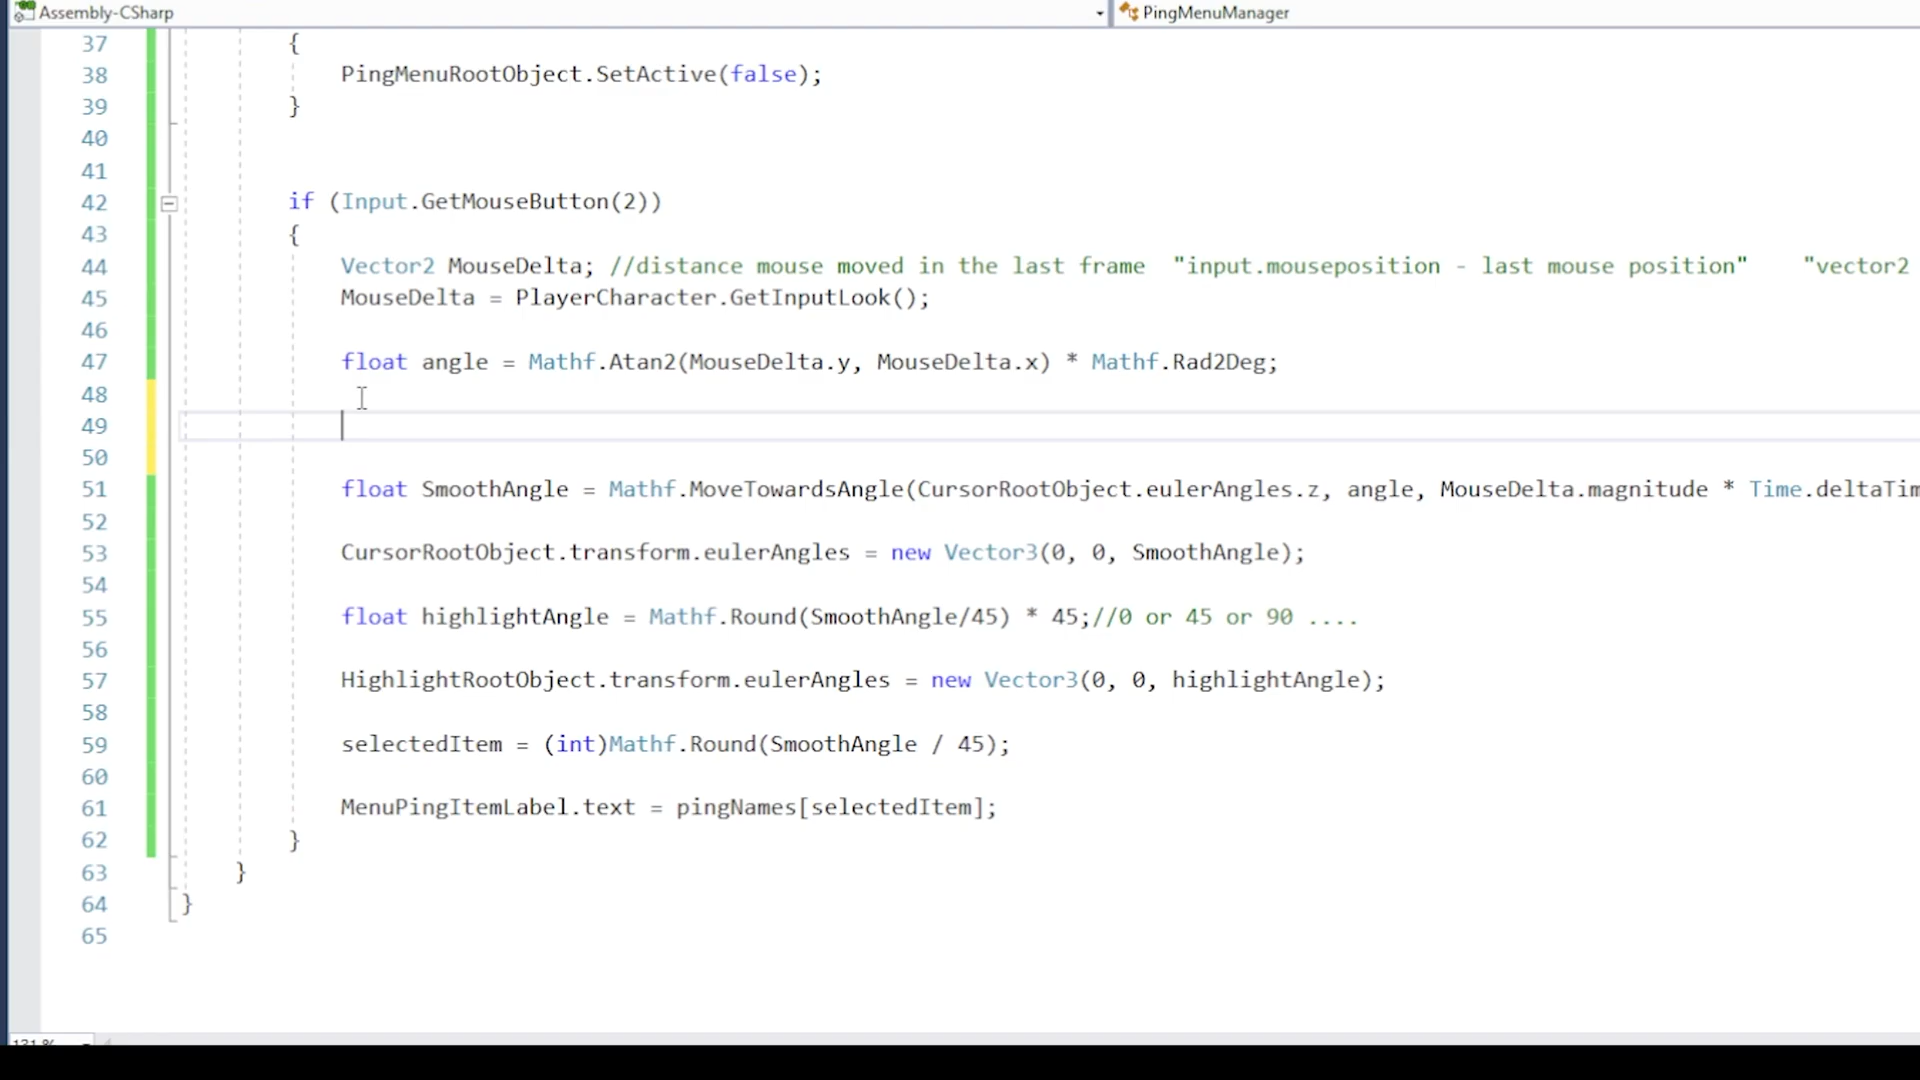 Assembly-CSharp PingMenuManager
37 {
38 PingMenuRootObject.SetActive(false);
39 }
40
41
42 if (Input.GetMouseButton(2))
43 {
44 Vector2 MouseDelta; //distance mouse moved in the last frame "input.mouseposition - last mouse position" "vector2
45 MouseDelta = PlayerCharacter.GetInputLook();
46
47 float angle = Mathf.Atan2(MouseDelta.y, MouseDelta.x) * Mathf.Rad2Deg;
48
49
50
51 float SmoothAngle = Mathf.MoveTowardsAngle(CursorRootObject.eulerAngles.z, angle, MouseDelta.magnitude * Time.deltaTim
52
53 CursorRootObject.transform.eulerAngles = new Vector3(0, 0, SmoothAngle);
54
55 float highlightAngle = Mathf.Round(SmoothAngle/45) * 45;//0 or 45 or 90 ....
56
57 HighlightRootObject.transform.eulerAngles = new Vector3(0, 0, highlightAngle);
58
59 selectedItem = (int)Mathf.Round(SmoothAngle / 45);
60
61 MenuPingItemLabel.text = pingNames[selectedItem];
62 }
63 }
64 }
65